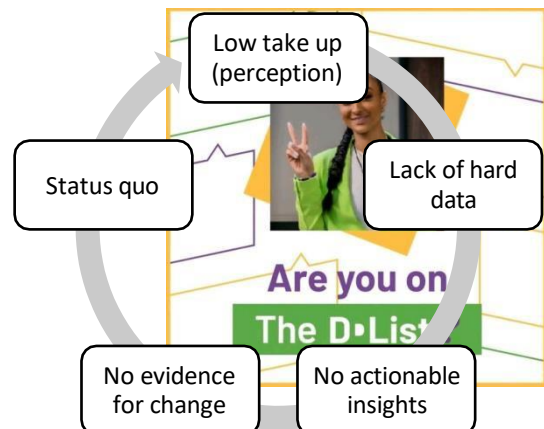 Low take up
(perception)
Lack of hard
data
No actionable
insights
No evidence
for change
Status quo
Are you on
The D•List?